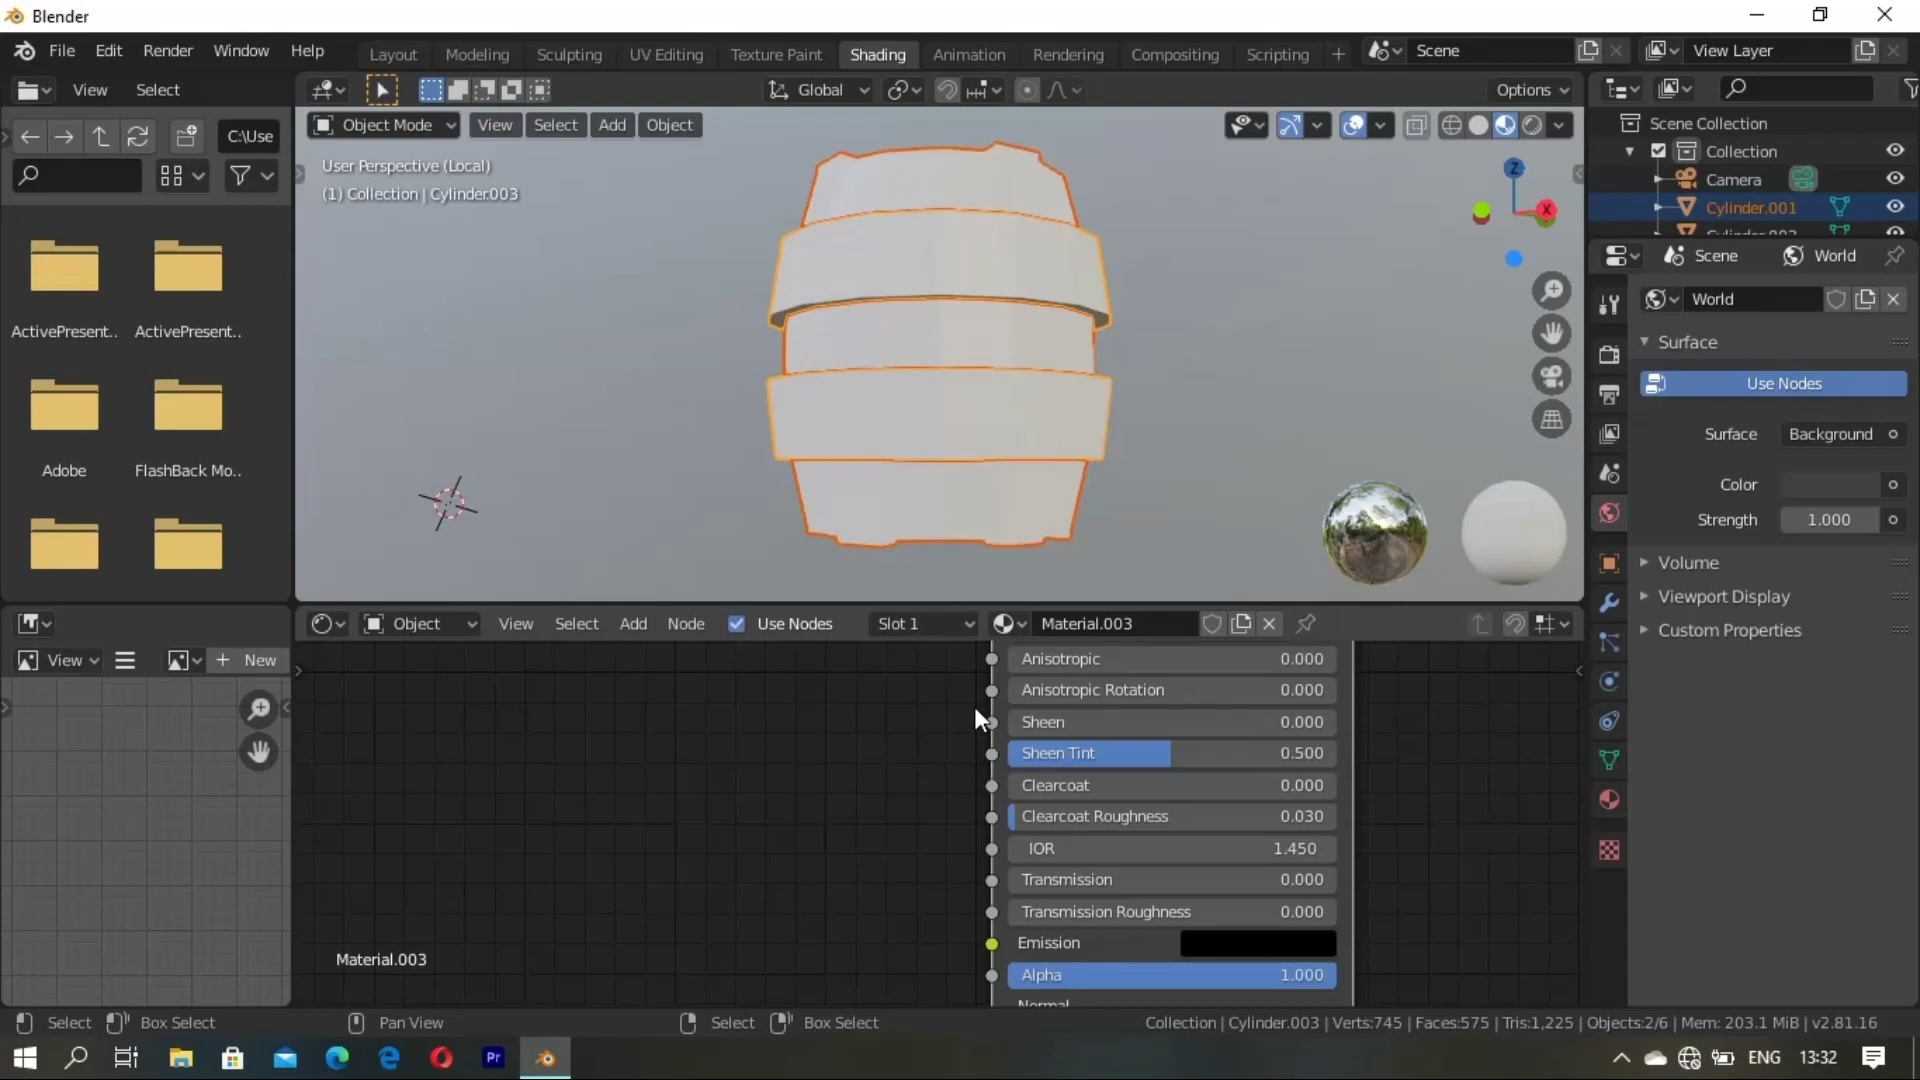 Blender
File Edit Render Window Help Layout Modeling Sculpting UV Editing Texture Paint Shading Animation Rendering Compositing Scripting + Scene View Layer
View Select Global Options
Object Mode View Select Add Object
C:\Use
User Perspective (Local)
(1) Collection | Cylinder.003
Z
X
Scene Collection
Collection
Camera
Cylinder.001
Scene World
World
Surface
Use Nodes
Surface Background
Color
Strength 1.000
Volume
Viewport Display
Custom Properties
ActivePresent.. ActivePresent..
Adobe FlashBack Mo..
Object View Select Add Node Use Nodes Slot 1 Material.003
View + New
Anisotropic 0.000
Anisotropic Rotation 0.000
Sheen 0.000
Sheen Tint 0.500
Clearcoat 0.000
Clearcoat Roughness 0.030
IOR 1.450
Transmission 0.000
Transmission Roughness 0.000
Emission
Alpha 1.000
Normal
Material.003
Select Box Select Pan View Select Box Select Collection | Cylinder.003 | Verts:745 | Faces:575 | Tris:1,225 | Objects:2/6 | Mem: 203.1 MiB | v2.81.16
Pr ENG 13:32